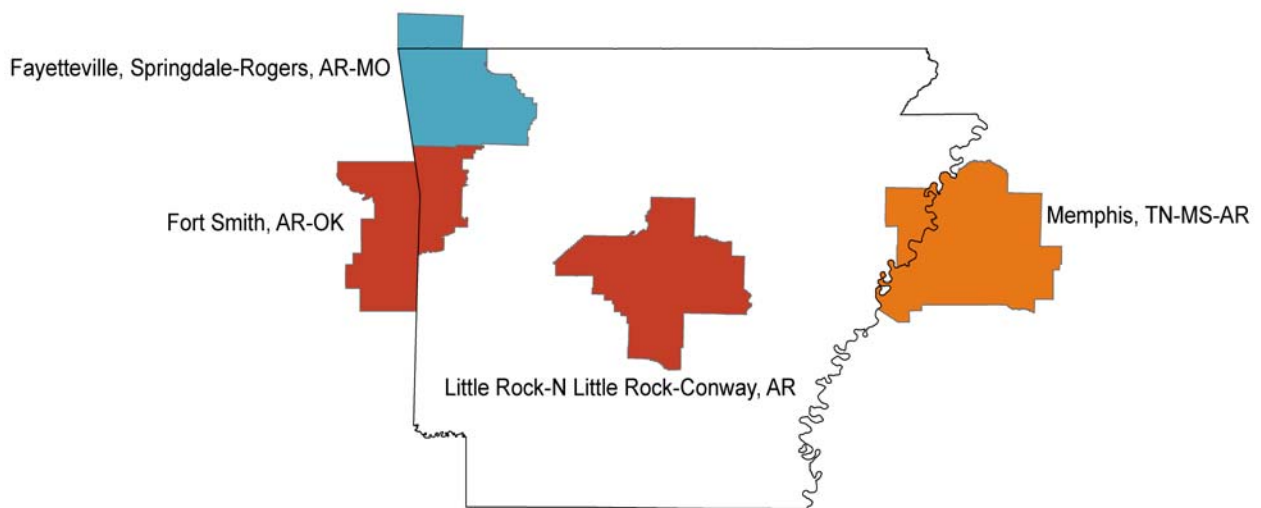 Fayetteville, Springdale-Rogers, AR-MO
Fort Smith, AR-OK
Memphis, TN-MS-AR
Little Rock-N Little Rock-Conway, AR